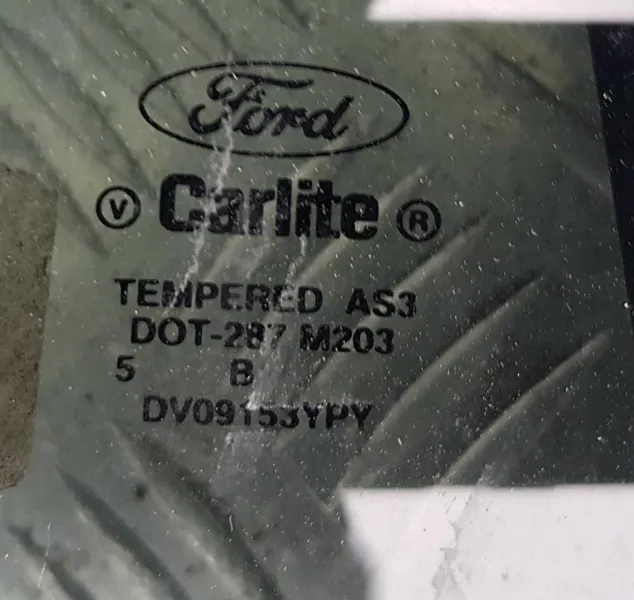 Ford
Ⓥ Carlite ®
TEMPERED AS3
DOT-287 M203
5 B
DV09153YPY